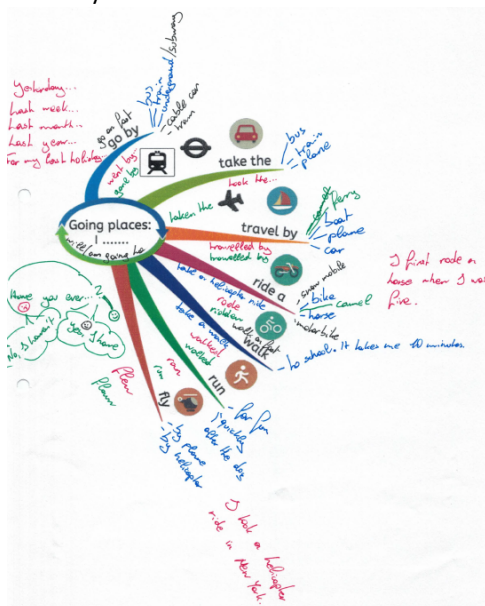 Yesterday...
Last week...
Last month...
Last year...
For my last holiday...
go on foot
go by
went by
gone by
bus
train
underground/subway
cable car
train
take the
took the...
taken the
bus
train
plane
Going places:
I .......
will/am going to
travel by
travelled by
travelled by
ferry
boat
plane
car
ride a
take a helicopter ride
rode
ridden
snow mobile
bike
camel
horse
motorbike
I first rode a
horse when I was
five.
walk
walk on foot
take a walk
walked
walked
to school. It takes me 10 minutes.
run
ran
run
for fun
quickly
after the dog
fly
flew
flown
by plane
by helicopter
Have you ever... ?
No, I haven't
Yes, I have
I took a helicopter
ride in
New York.